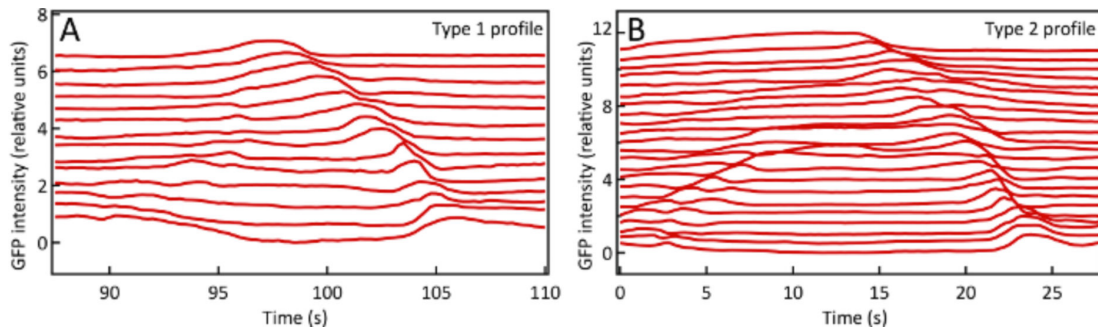 A
Type 1 profile
GFP intensity (relative units)
8
6
4
2
0
90
95
100
105
110
Time (s)
B
Type 2 profile
GFP intensity (relative units)
12
8
4
0
0
5
10
15
20
25
Time (s)